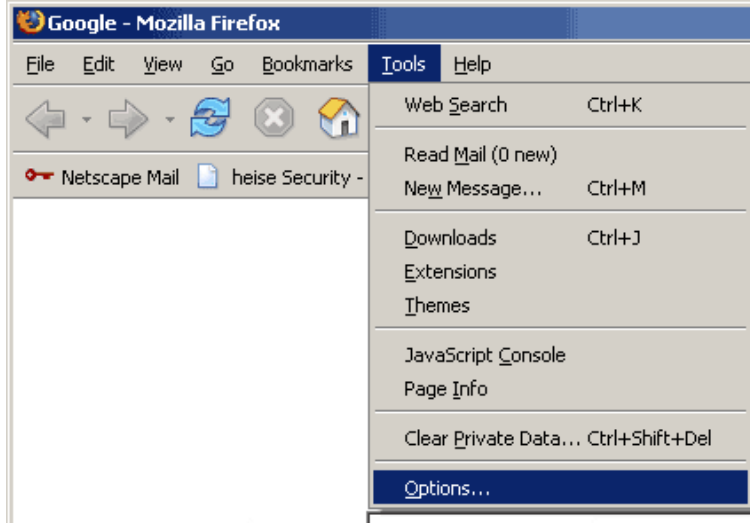 Google - Mozilla Firefox
File Edit View Go Bookmarks Tools Help
Netscape Mail heise Security -
Web Search Ctrl+K
Read Mail (0 new)
New Message... Ctrl+M
Downloads Ctrl+J
Extensions
Themes
JavaScript Console
Page Info
Clear Private Data... Ctrl+Shift+Del
Options...